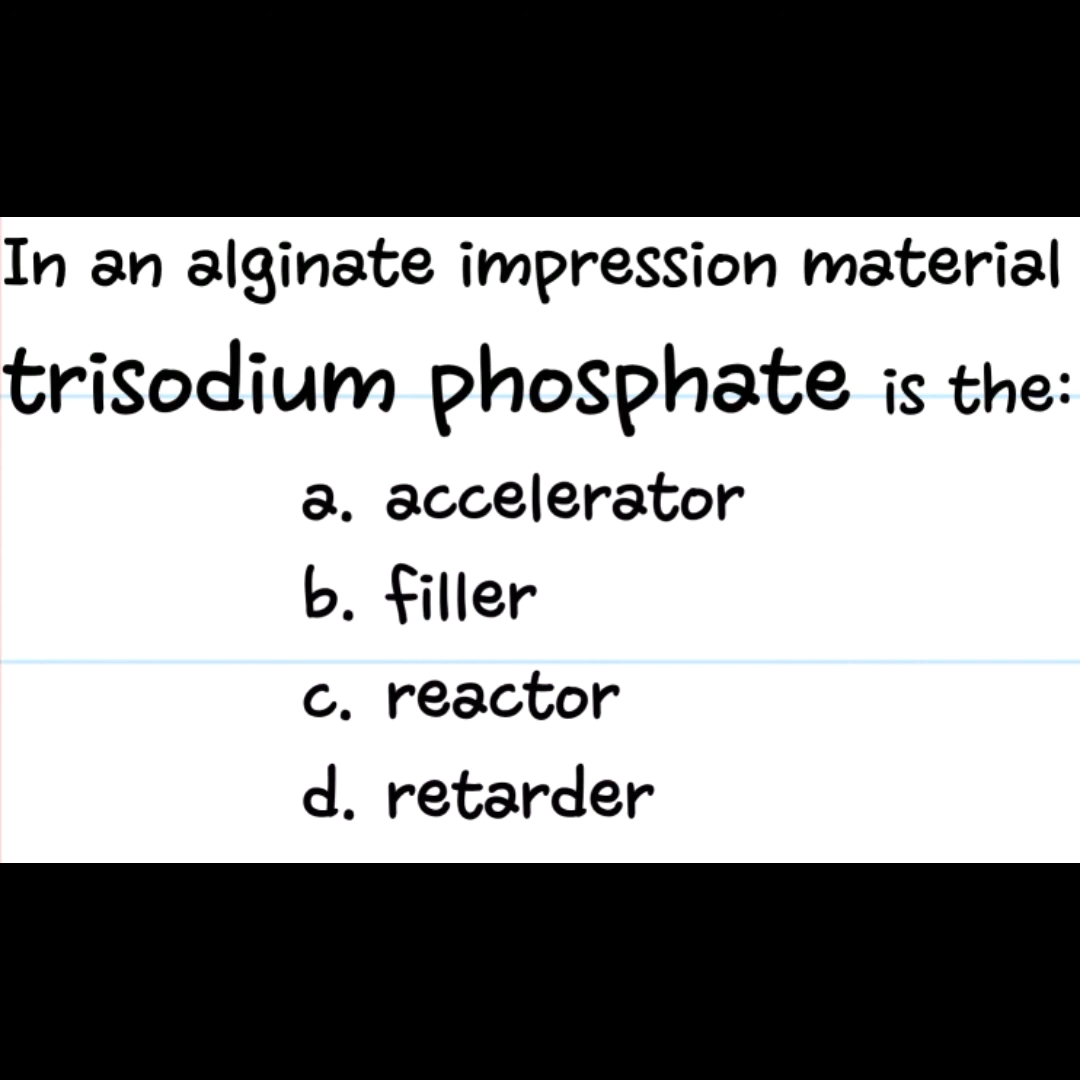 In an alginate impression material
trisodium phosphate is the:
a. accelerator
b. filler
c. reactor
d. retarder